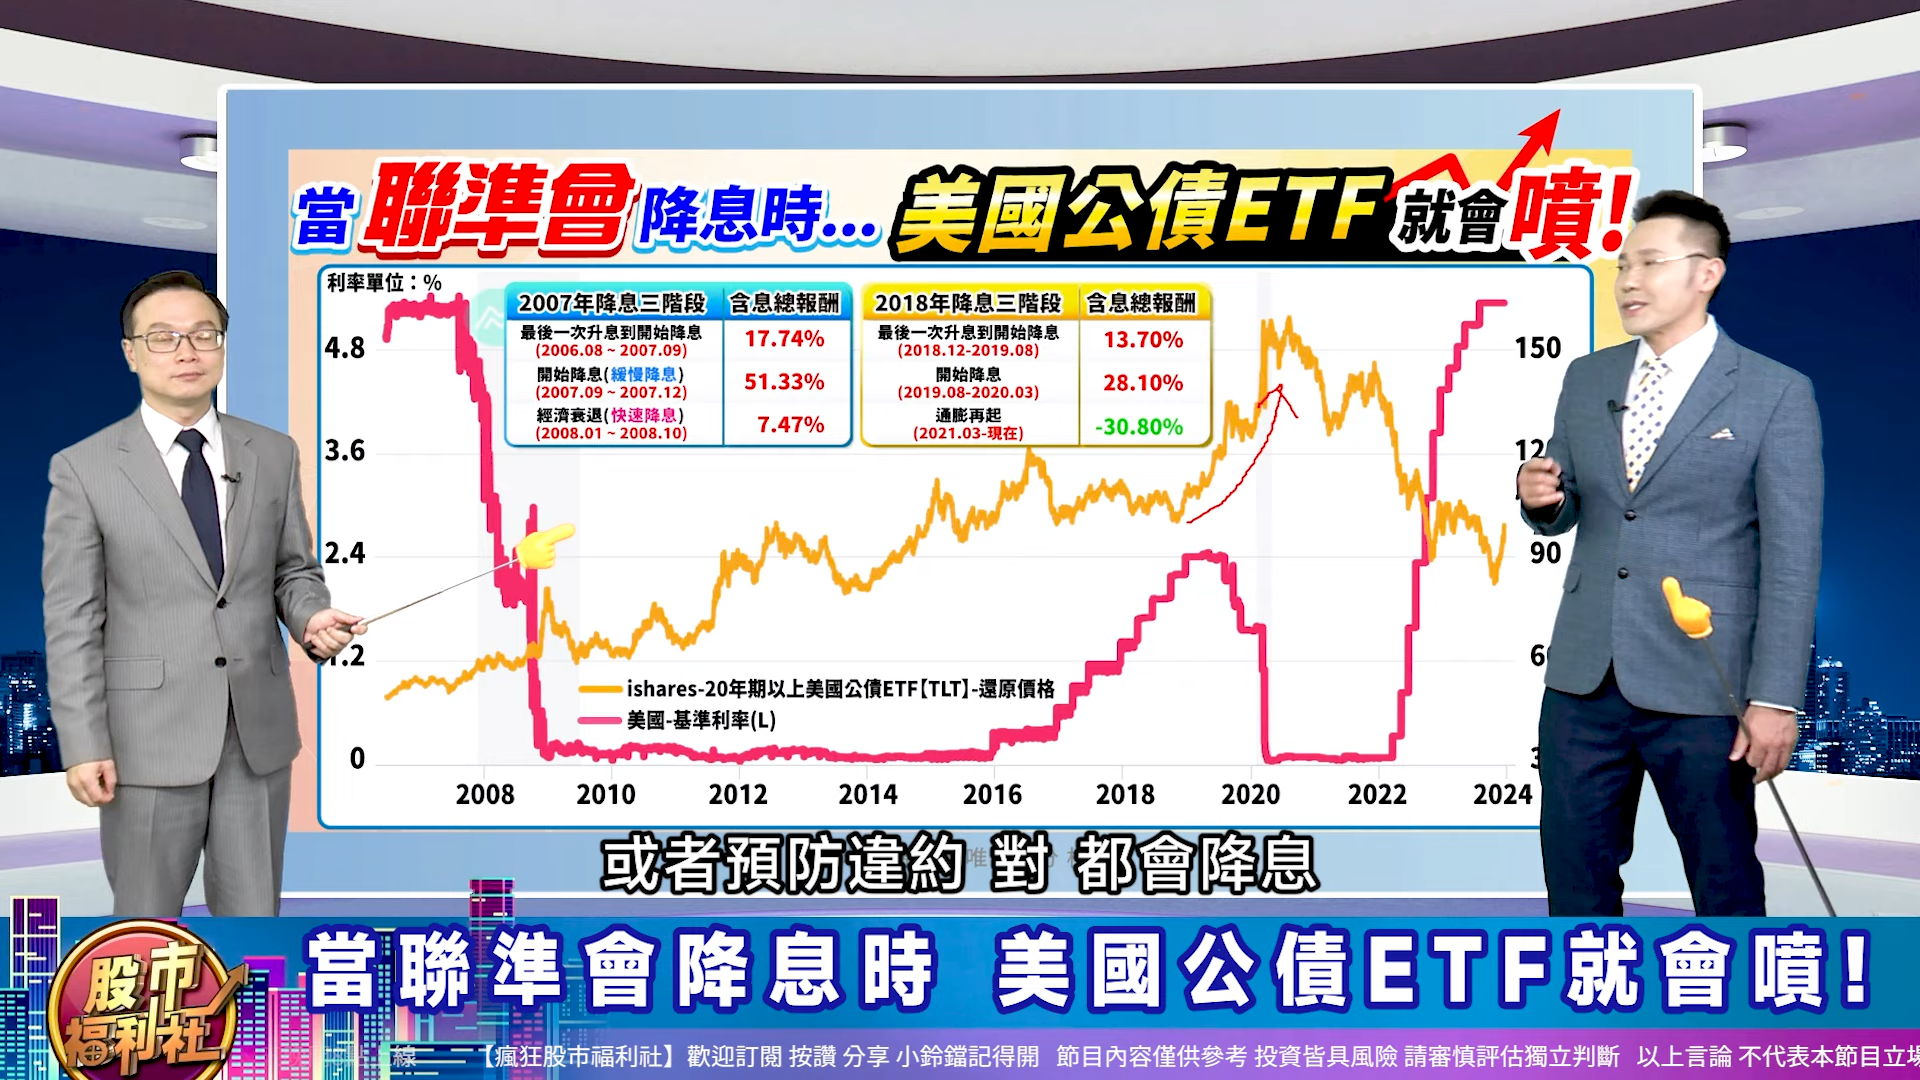 當聯準會降息時... 美國公債ETF就會噴!
利率單位：%
2007年降息三階段 含息總報酬
最後一次升息到開始降息
(2006.08 ~ 2007.09)
17.74%
開始降息(緩慢降息)
(2007.09 ~ 2007.12)
51.33%
經濟衰退(快速降息)
(2008.01 ~ 2008.10)
7.47%
2018年降息三階段 含息總報酬
最後一次升息到開始降息
(2018.12-2019.08)
13.70%
開始降息
(2019.08-2020.03)
28.10%
通膨再起
(2021.03-現在)
-30.80%
4.8
3.6
2.4
1.2
0
150
90
ishares-20年期以上美國公債ETF【TLT】-還原價格
美國-基準利率(L)
2008 2010 2012 2014 2016 2018 2020 2022 2024
或者預防違約 對 都會降息
當聯準會降息時 美國公債ETF就會噴!
股市
福利社
線 【瘋狂股市福利社】歡迎訂閱 按讚 分享 小鈴鐺記得開 節目內容僅供參考 投資皆具風險 請審慎評估獨立判斷 以上言論 不代表本節目立場